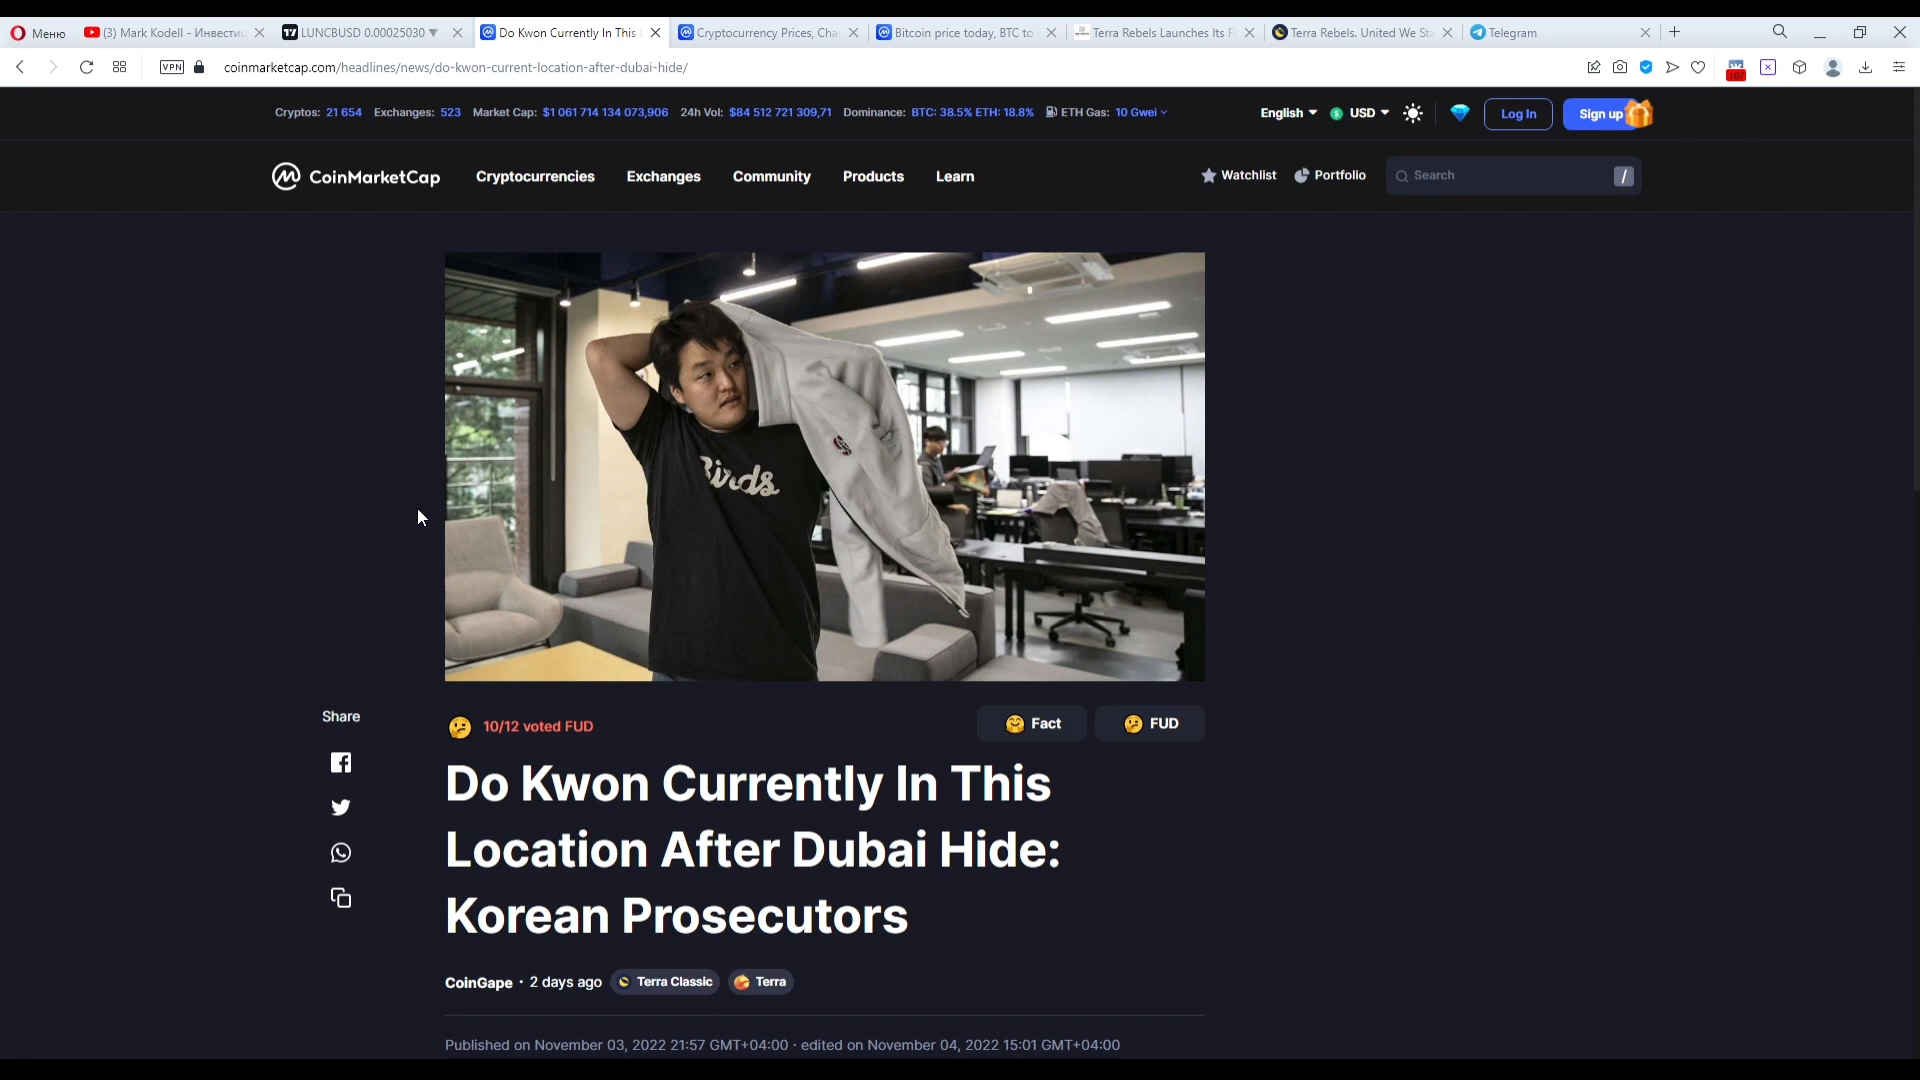 Меню
(3) Mark Kodell - Инвести
LUNCBUSD 0.00025030 ▼
Do Kwon Currently In This
Cryptocurrency Prices, Cha
Bitcoin price today, BTC to
Terra Rebels Launches Its F
Terra Rebels. United We Sta
Telegram
VPN
coinmarketcap.com/headlines/news/do-kwon-current-location-after-dubai-hide/
Cryptos: 21 654 Exchanges: 523 Market Cap: $1 061 714 134 073,906 24h Vol: $84 512 721 309,71 Dominance: BTC: 38.5% ETH: 18.8% ETH Gas: 10 Gwei
English
USD
Log In
Sign up
CoinMarketCap
Cryptocurrencies
Exchanges
Community
Products
Learn
Watchlist
Portfolio
Search
/
Birds
Share
10/12 voted FUD
Fact
FUD
Do Kwon Currently In This
Location After Dubai Hide:
Korean Prosecutors
CoinGape · 2 days ago
Terra Classic
Terra
Published on November 03, 2022 21:57 GMT+04:00 · edited on November 04, 2022 15:01 GMT+04:00